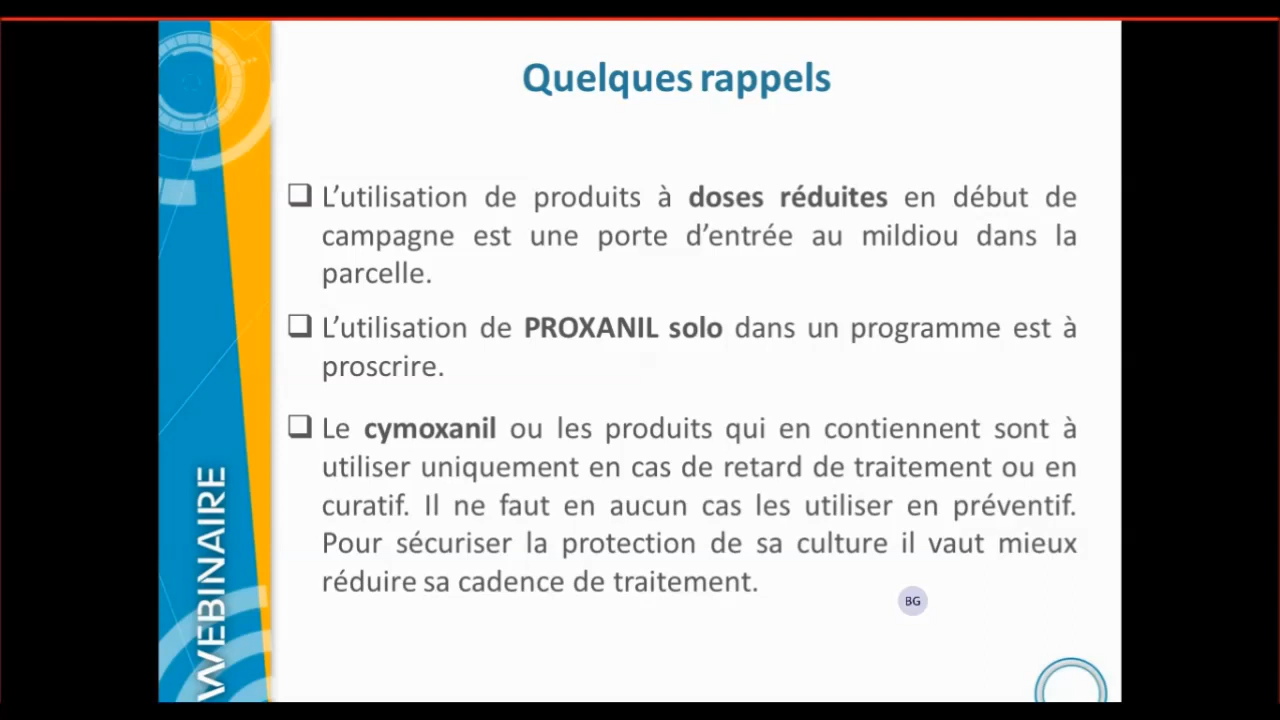 Quelques rappels
❑ L’utilisation de produits à doses réduites en début de
campagne est une porte d’entrée au mildiou dans la
parcelle.
❑ L’utilisation de PROXANIL solo dans un programme est à
proscrire.
❑ Le cymoxanil ou les produits qui en contiennent sont à
utiliser uniquement en cas de retard de traitement ou en
curatif. Il ne faut en aucun cas les utiliser en préventif.
Pour sécuriser la protection de sa culture il vaut mieux
réduire sa cadence de traitement.
BG
WEBINAIRE